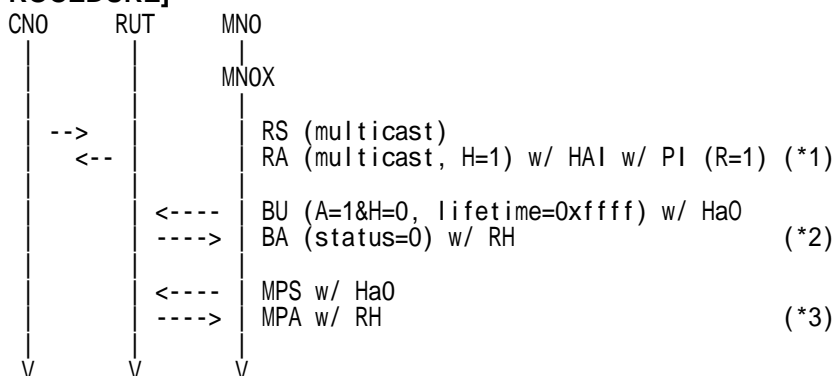 ROCEDURE]
CN0 RUT MN0
| | |
| | MN0X
| | |
| --> | | RS (multicast)
| <-- | | RA (multicast, H=1) w/ HAI w/ PI (R=1) (*1)
| | |
| | <---- | BU (A=1&H=0, lifetime=0xffff) w/ HaO
| | ----> | BA (status=0) w/ RH (*2)
| | |
| | <---- | MPS w/ HaO
| | ----> | MPA w/ RH (*3)
| | |
V V V